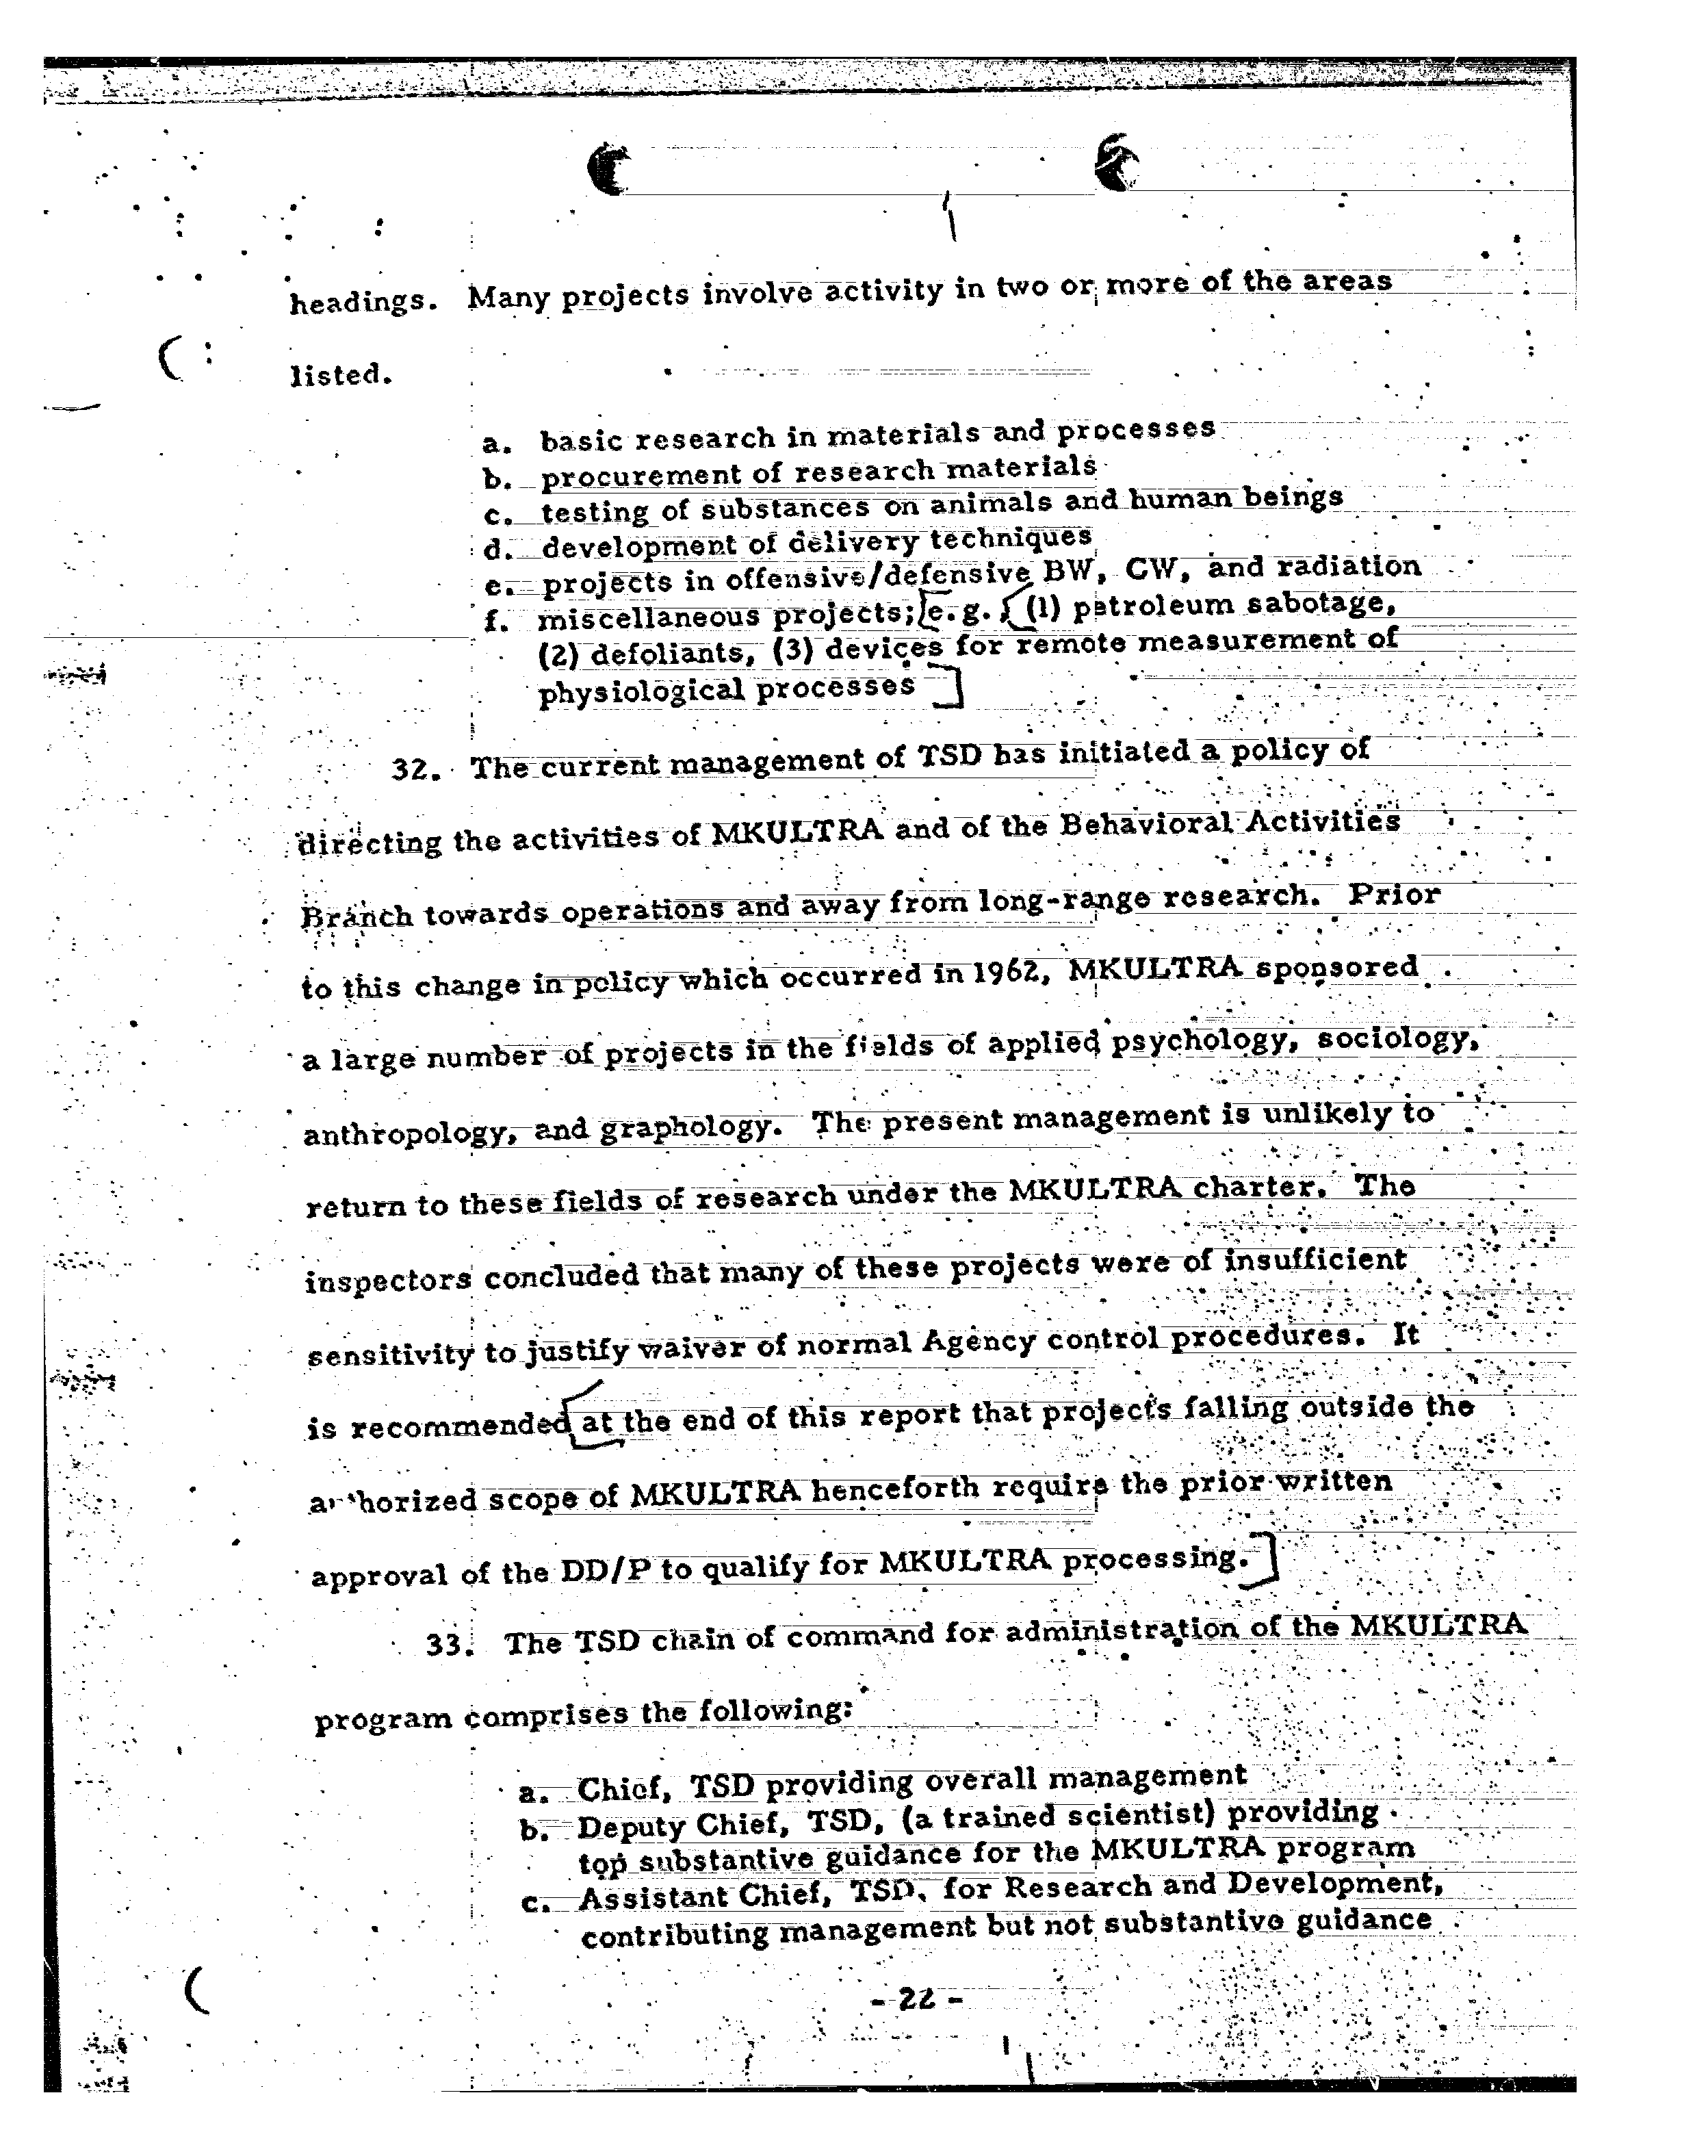 headings. Many projects involve activity in two or more of the areas
listed.
a. basic research in materials and processes
b. procurement of research materials
c. testing of substances on animals and human beings
d. development of delivery techniques
e. projects in offensive/defensive BW, CW, and radiation
f. miscellaneous projects; [e.g. [(1) petroleum sabotage,
(2) defoliants, (3) devices for remote measurement of
physiological processes ]
32. The current management of TSD has initiated a policy of
directing the activities of MKULTRA and of the Behavioral Activities
Branch towards operations and away from long-range research. Prior
to this change in policy which occurred in 1962, MKULTRA sponsored
a large number of projects in the fields of applied psychology, sociology,
anthropology, and graphology. The present management is unlikely to
return to these fields of research under the MKULTRA charter. The
inspectors concluded that many of these projects were of insufficient
sensitivity to justify waiver of normal Agency control procedures. It
is recommended [at the end of this report that projects falling outside the
authorized scope of MKULTRA henceforth require the prior written
approval of the DD/P to qualify for MKULTRA processing. ]
33. The TSD chain of command for administration of the MKULTRA
program comprises the following:
a. Chief, TSD providing overall management
b. Deputy Chief, TSD, (a trained scientist) providing
top substantive guidance for the MKULTRA program
c. Assistant Chief, TSD, for Research and Development,
contributing management but not substantive guidance
- 22 -